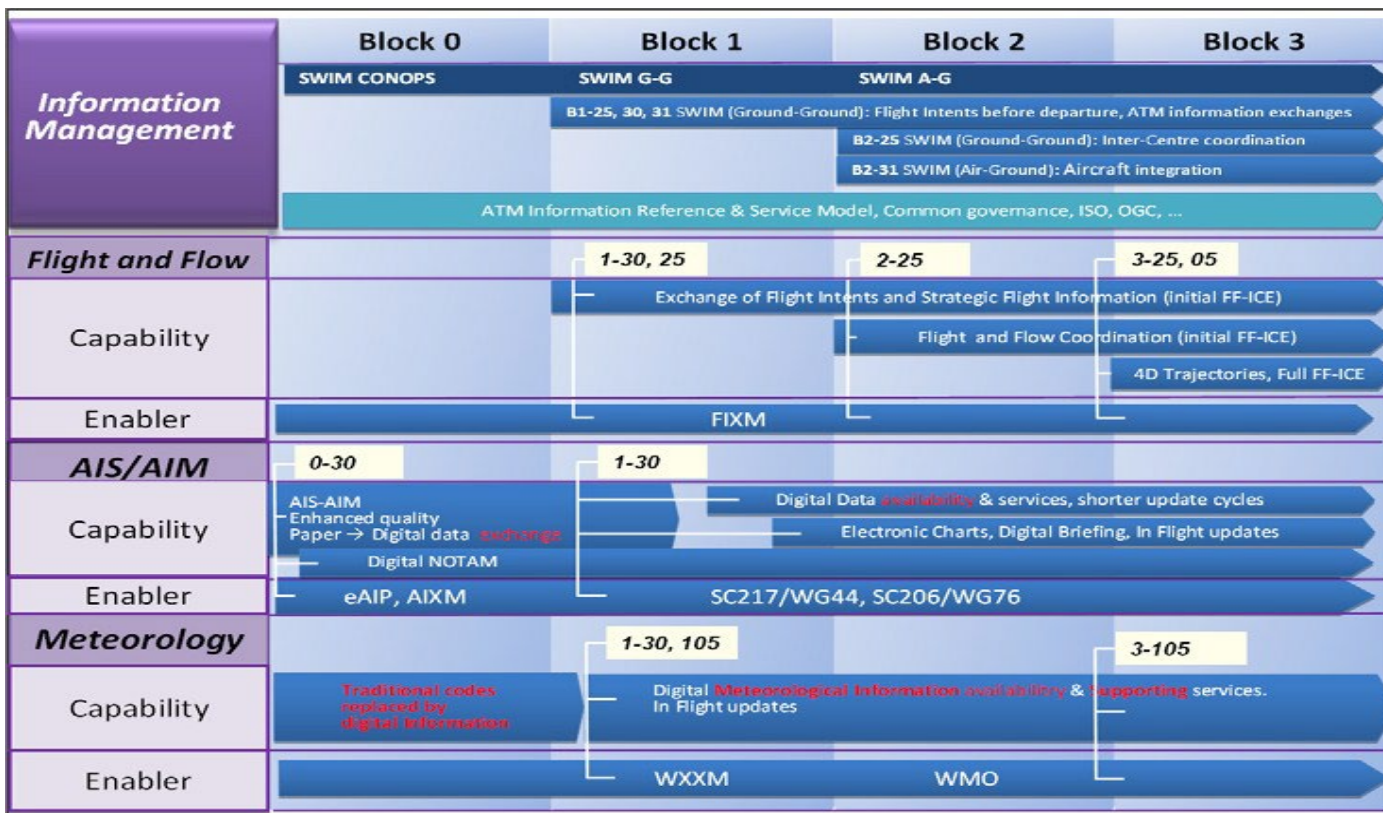 Block 0
Block 1
Block 2
Block 3
Information
Management
SWIM CONOPS
SWIM G-G
SWIM A-G
B1-25, 30, 31 SWIM (Ground-Ground): Flight Intents before departure, ATM information exchanges
B2-25 SWIM (Ground-Ground): Inter-Centre coordination
B2-31 SWIM (Air-Ground): Aircraft integration
ATM Information Reference & Service Model, Common governance, ISO, OGC, ...
Flight and Flow
1-30, 25
2-25
3-25, 05
Capability
Exchange of Flight Intents and Strategic Flight Information (initial FF-ICE)
Flight and Flow Coordination (initial FF-ICE)
4D Trajectories, Full FF-ICE
Enabler
FIXM
AIS/AIM
0-30
1-30
Capability
AIS-AIM
Enhanced quality
Paper → Digital data exchange
Digital Data availability & services, shorter update cycles
Electronic Charts, Digital Briefing, In Flight updates
Digital NOTAM
Enabler
eAIP, AIXM
SC217/WG44, SC206/WG76
Meteorology
1-30, 105
3-105
Capability
Traditional codes
replaced by
digital information
Digital Meteorological Information availability & Supporting services.
In Flight updates
Enabler
WXXM
WMO